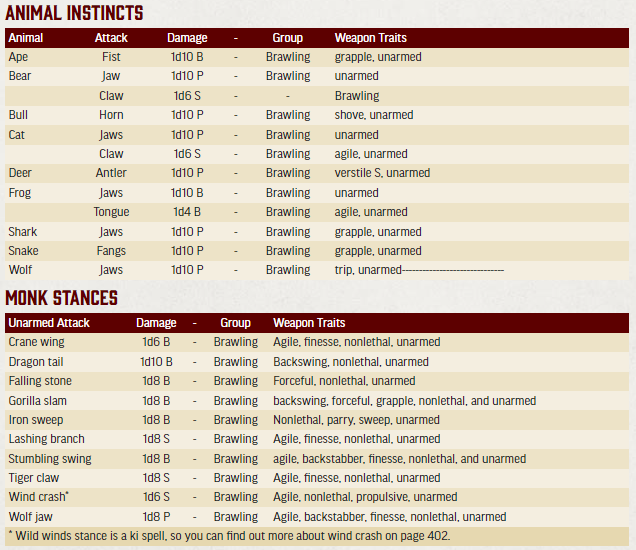 ANIMAL INSTINCTS
Animal Attack Damage - Group Weapon Traits
Ape Fist 1d10 B - Brawling grapple, unarmed
Bear Jaw 1d10 P - Brawling unarmed
Claw 1d6 S - - Brawling
Bull Horn 1d10 P - Brawling shove, unarmed
Cat Jaws 1d10 P - Brawling unarmed
Claw 1d6 S - Brawling agile, unarmed
Deer Antler 1d10 P - Brawling verstile S, unarmed
Frog Jaws 1d10 B - Brawling unarmed
Tongue 1d4 B - Brawling agile, unarmed
Shark Jaws 1d10 P - Brawling grapple, unarmed
Snake Fangs 1d10 P - Brawling grapple, unarmed
Wolf Jaws 1d10 P - Brawling trip, unarmed------------------------------
MONK STANCES
Unarmed Attack Damage - Group Weapon Traits
Crane wing 1d6 B - Brawling Agile, finesse, nonlethal, unarmed
Dragon tail 1d10 B - Brawling Backswing, nonlethal, unarmed
Falling stone 1d8 B - Brawling Forceful, nonlethal, unarmed
Gorilla slam 1d8 B - Brawling backswing, forceful, grapple, nonlethal, and unarmed
Iron sweep 1d8 B - Brawling Nonlethal, parry, sweep, unarmed
Lashing branch 1d8 S - Brawling Agile, finesse, nonlethal, unarmed
Stumbling swing 1d8 B - Brawling agile, backstabber, finesse, nonlethal, and unarmed
Tiger claw 1d8 S - Brawling Agile, finesse, nonlethal, unarmed
Wind crash* 1d6 S - Brawling Agile, nonlethal, propulsive, unarmed
Wolf jaw 1d8 P - Brawling Agile, backstabber, finesse, nonlethal, unarmed
* Wild winds stance is a ki spell, so you can find out more about wind crash on page 402.